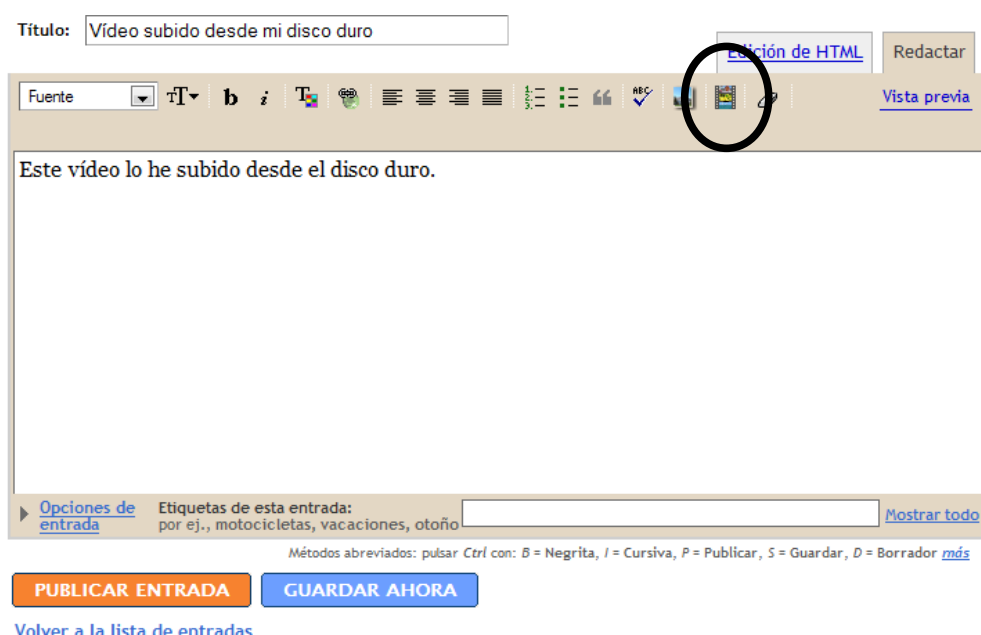 Título: Vídeo subido desde mi disco duro
Edición de HTML Redactar
Fuente T b i T ABC Vista previa
Este vídeo lo he subido desde el disco duro.
Opciones de entrada
Etiquetas de esta entrada:
por ej., motocicletas, vacaciones, otoño
Mostrar todo
Métodos abreviados: pulsar Ctrl con: B = Negrita, I = Cursiva, P = Publicar, S = Guardar, D = Borrador más
PUBLICAR ENTRADA GUARDAR AHORA
Volver a la lista de entradas